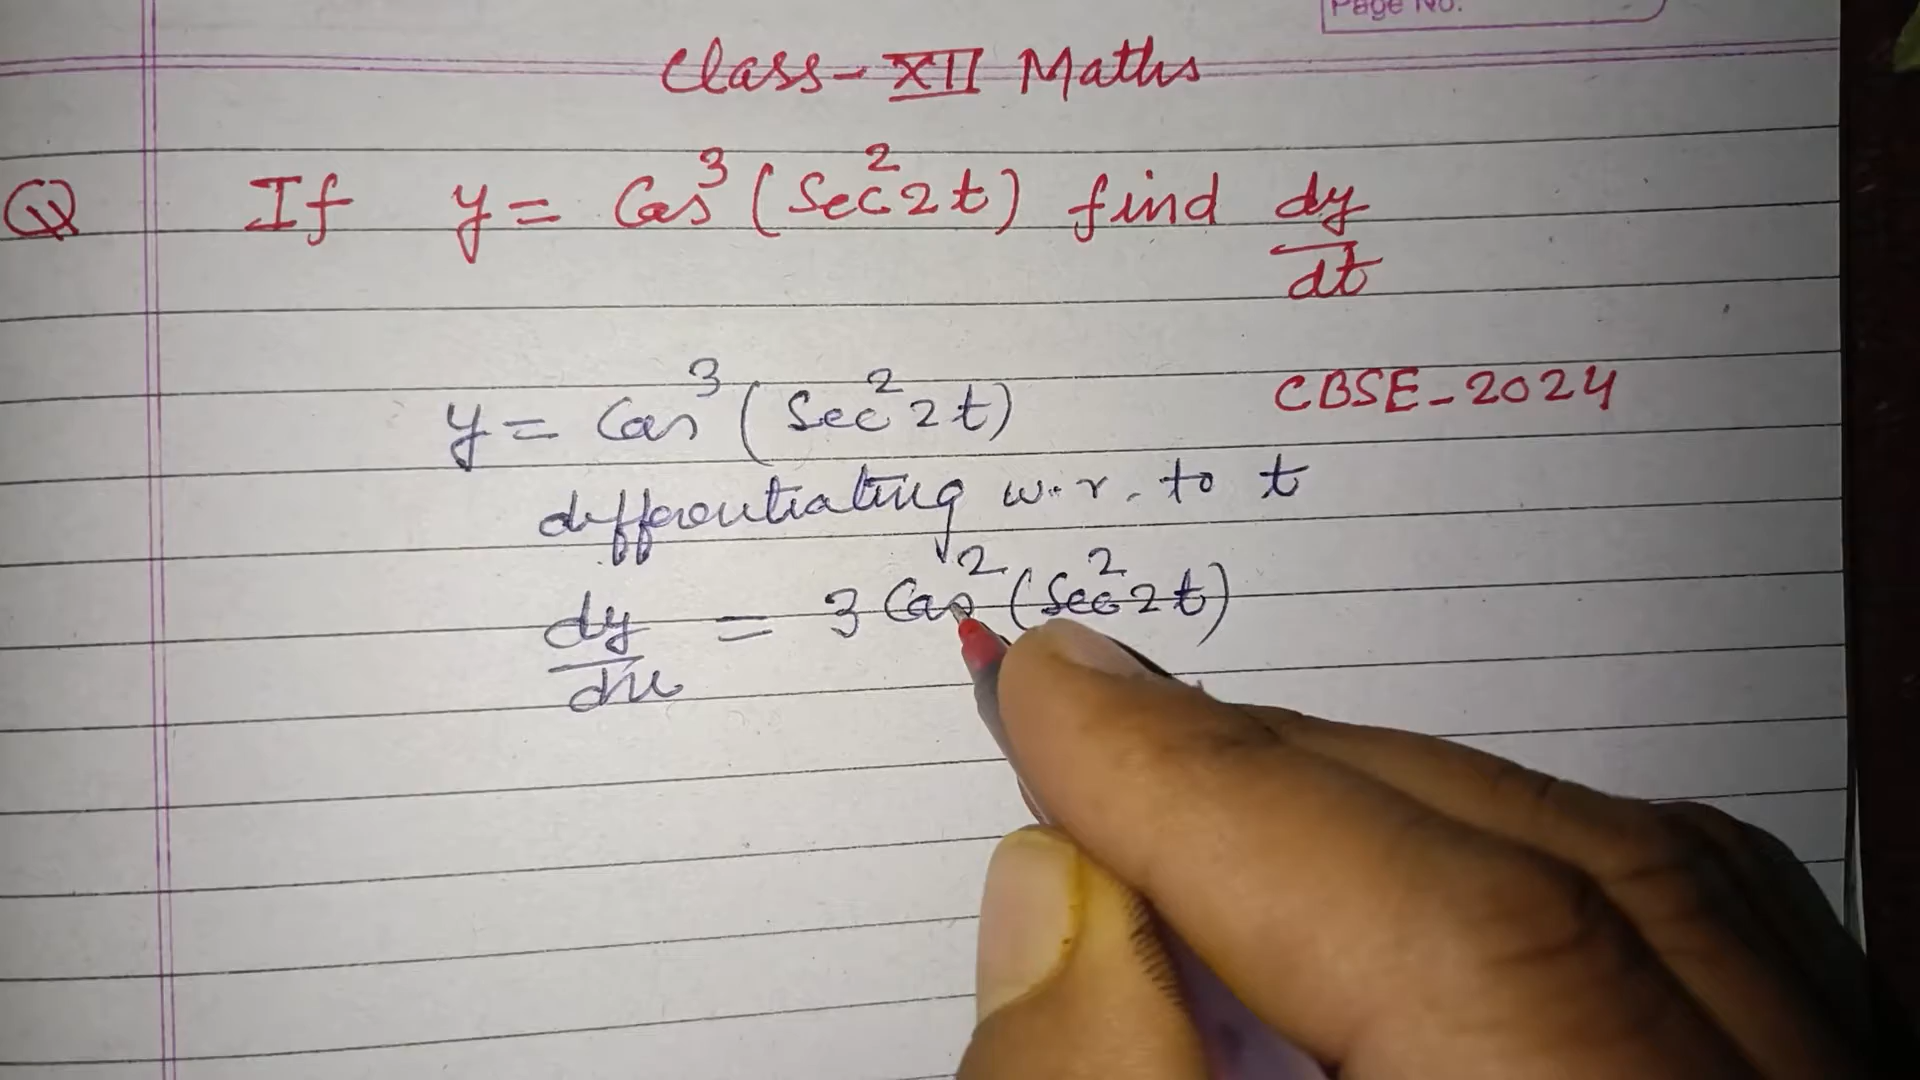 Page No.
Class-XII Maths
Q If y = Cos³ (Sec²2t) find dy/dt
y = Cos³ (Sec²2t) CBSE-2024
differentiating w.r. to t
dy/dx = 3 Cos² (Sec²2t)